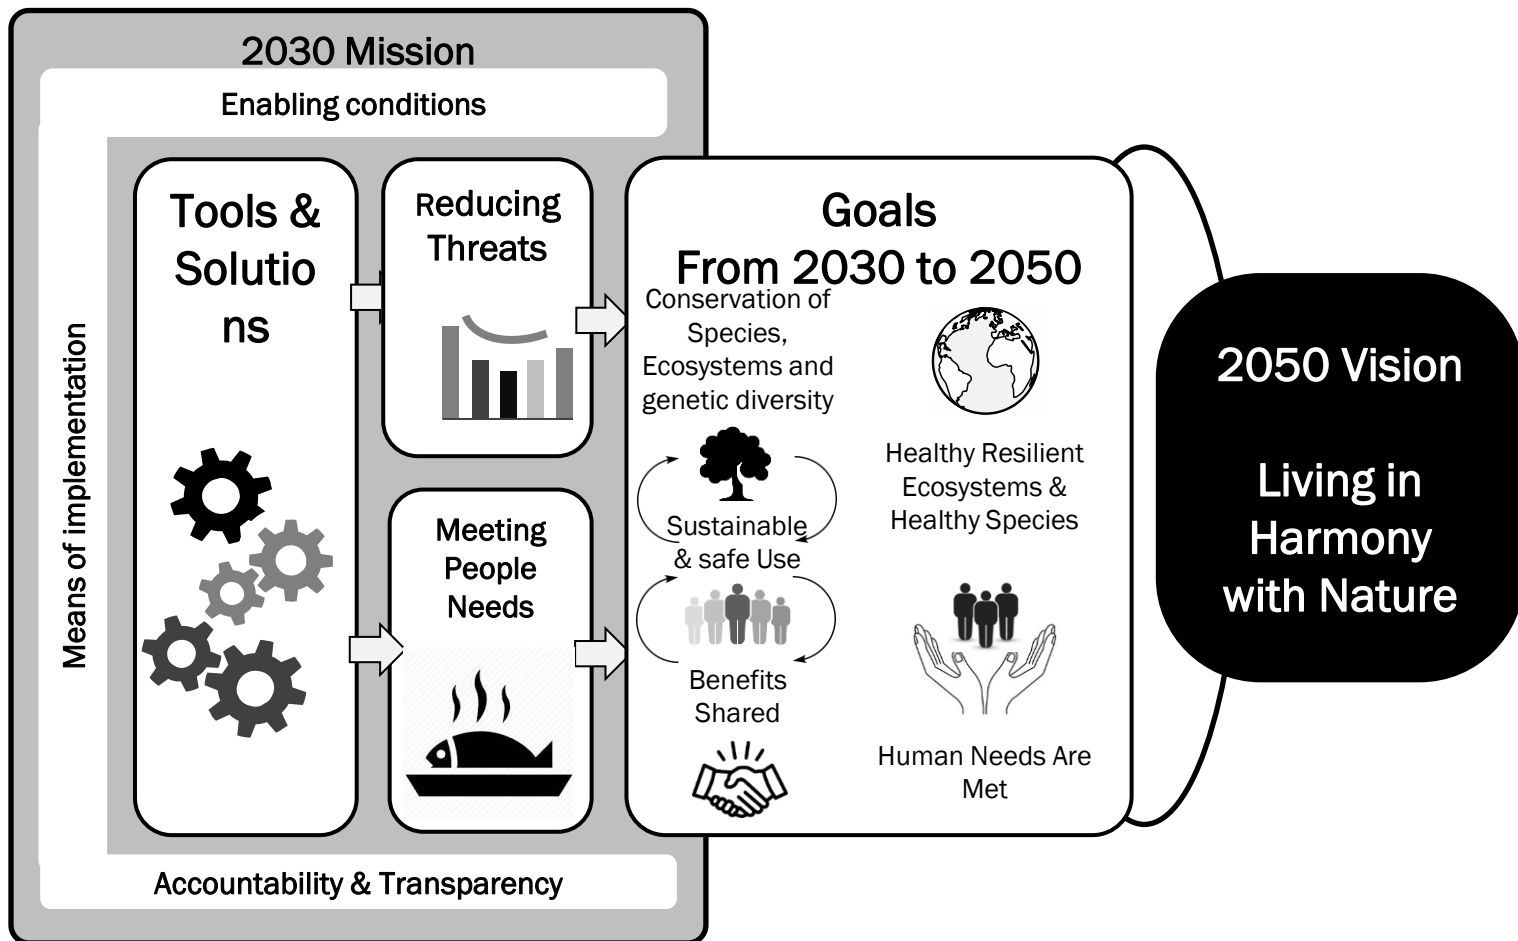 2030 Mission
Enabling conditions
Means of implementation
Tools &
Solutio
ns
Reducing
Threats
Meeting
People
Needs
Goals
From 2030 to 2050
Conservation of
Species,
Ecosystems and
genetic diversity
Sustainable
& safe Use
Benefits
Shared
Healthy Resilient
Ecosystems &
Healthy Species
Human Needs Are
Met
2050 Vision
Living in
Harmony
with Nature
Accountability & Transparency